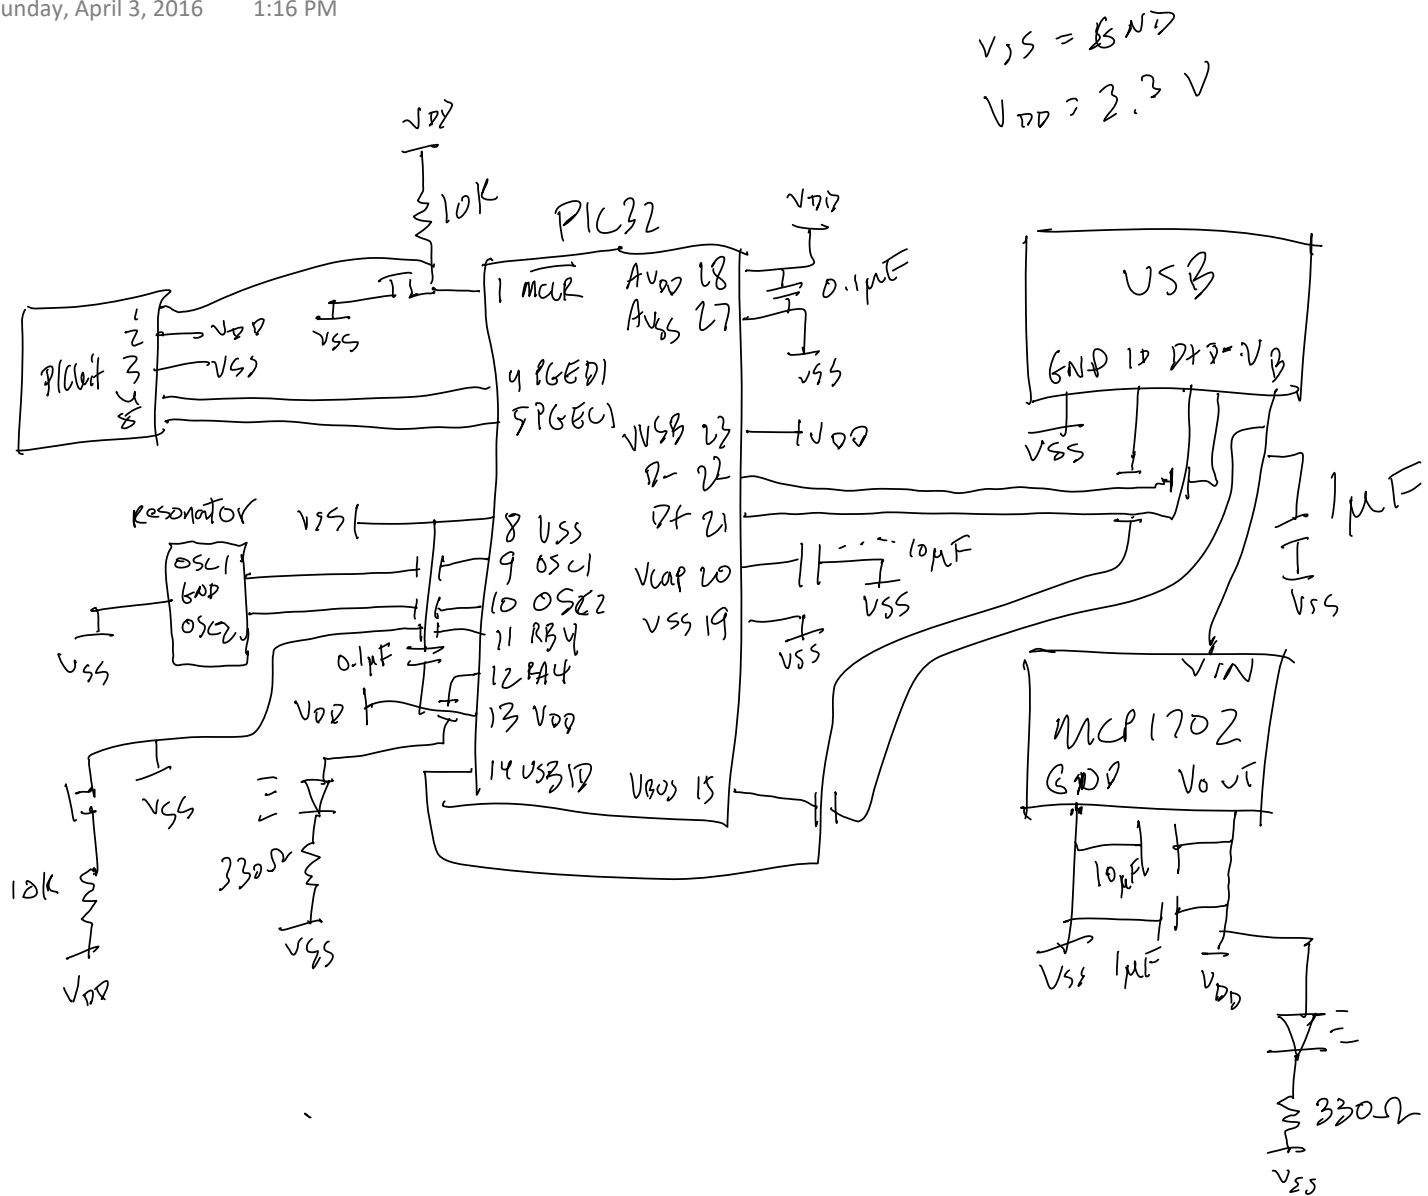 unday, April 3, 2016 1:16 PM
VSS = GND
VDD = 3.3 V
VDD
10K
PIC32
VDD
0.1μF
VSS
1 MCLR
4 PGED1
5 PGEC1
8 VSS
9 OSC1
10 OSC2
11 RB4
12 RA4
13 VDD
14 USBID
AVDD 28
AVSS 27
VUSB 23
D- 22
D+ 21
VCAP 20
VSS 19
VBUS 15
VDD
10μF
VSS
VSS
VSS
PICkit
1
2
3
4
8
VDD
VSS
Resonator
OSC1
GND
OSC2
VSS
VSS
0.1μF
VDD
VSS
10K
VDD
330Ω
VSS
USB
GND ID D+ D- VB
VSS
1μF
VSS
VIN
MCP1702
GND VOUT
10μF
1μF
VSS
VDD
330Ω
VSS